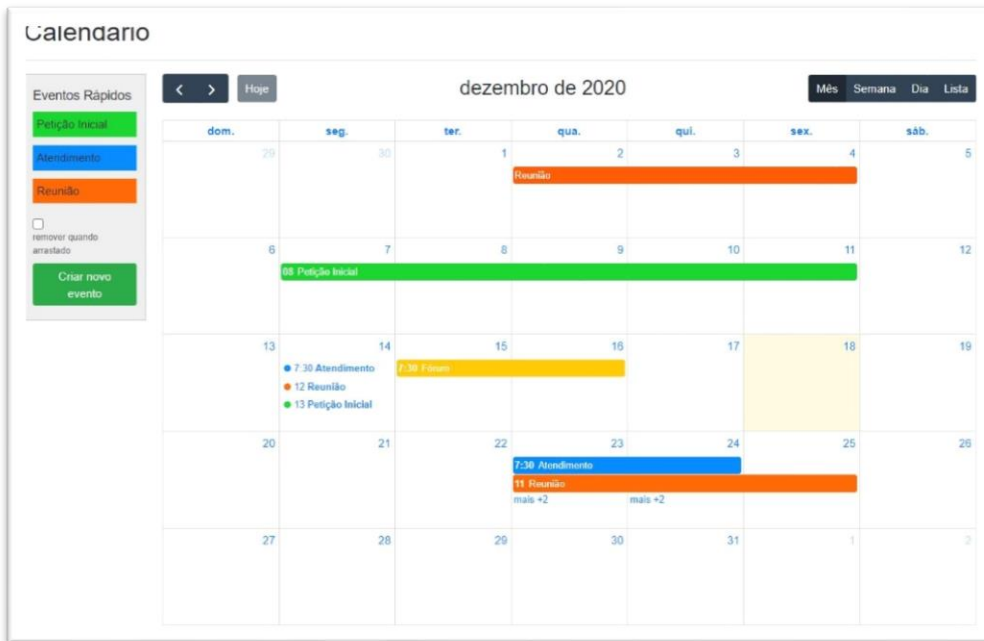 Calendário
Eventos Rápidos
Petição Inicial
Atendimento
Reunião
remover quando
arrastado
Criar novo
evento
Hoje
dezembro de 2020
Mês Semana Dia Lista
dom. seg. ter. qua. qui. sex. sáb.
29 30 1 2 3 4 5
Reunião
6 7 8 9 10 11 12
08 Petição Inicial
13 14 15 16 17 18 19
7:30 Atendimento
7:30 Fórum
12 Reunião
13 Petição Inicial
20 21 22 23 24 25 26
7:30 Atendimento
11 Reunião
mais +2 mais +2
27 28 29 30 31 1 2